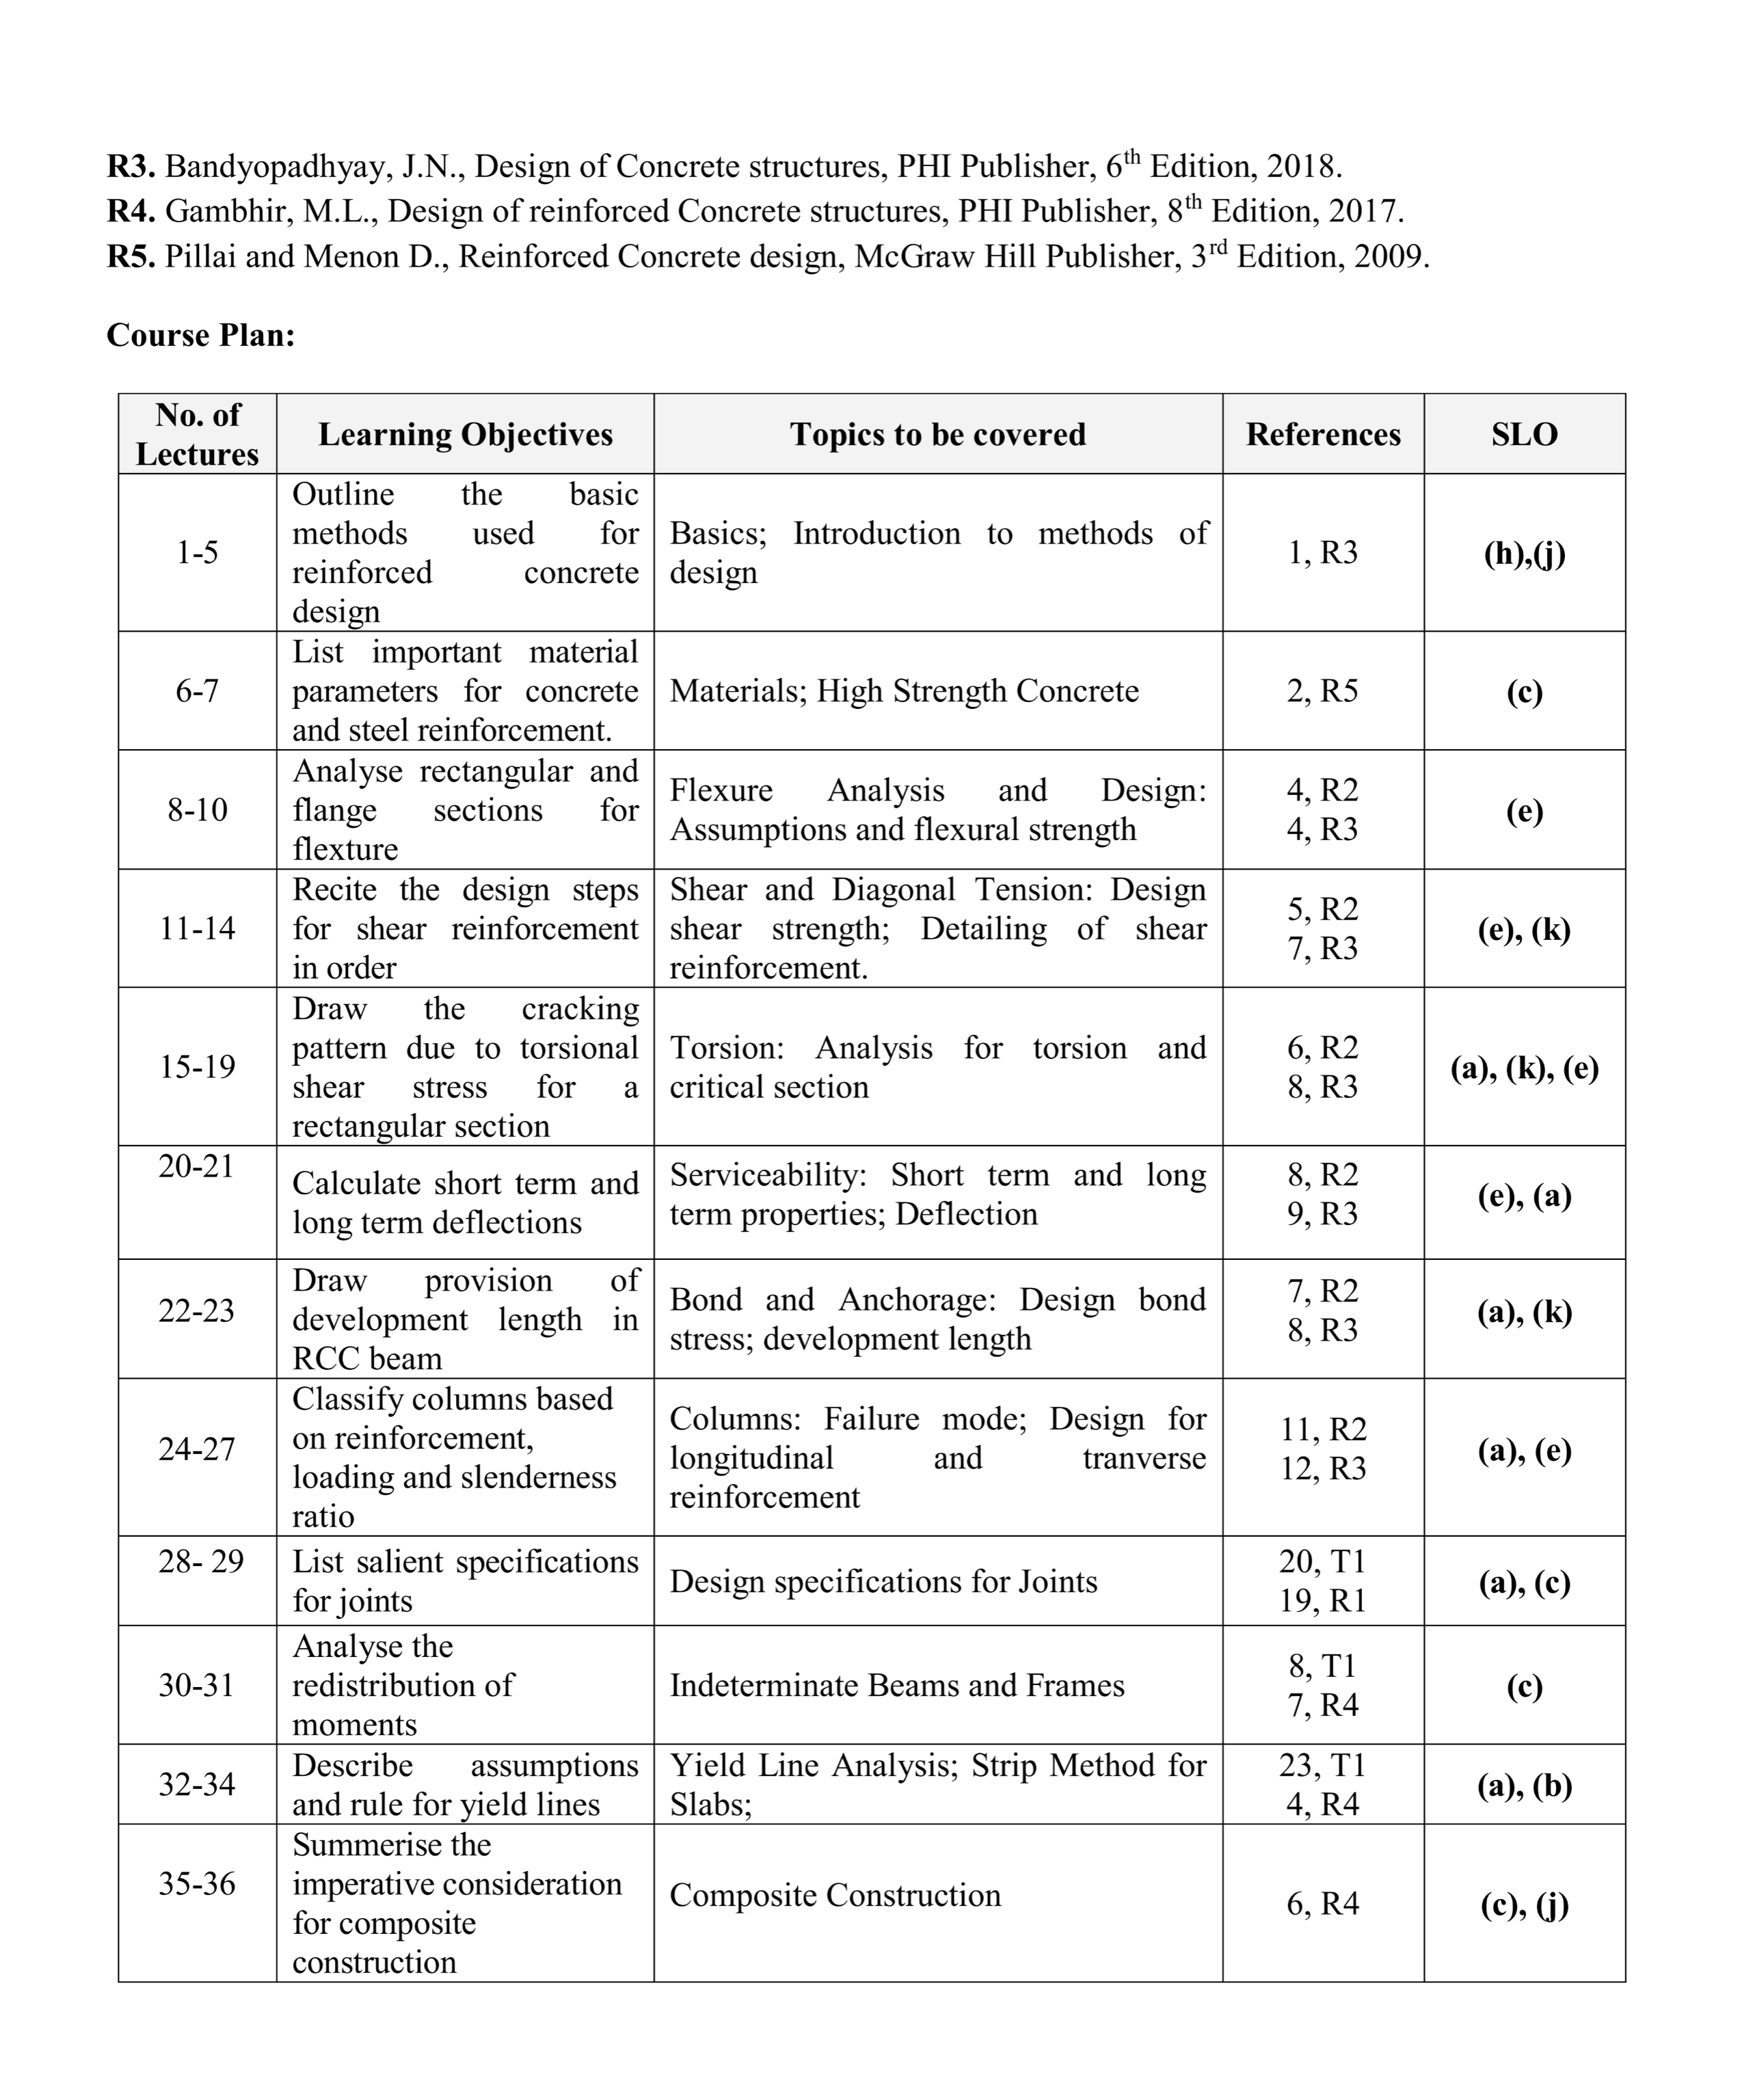 R3. Bandyopadhyay, J.N., Design of Concrete structures, PHI Publisher, 6th Edition, 2018.
R4. Gambhir, M.L., Design of reinforced Concrete structures, PHI Publisher, 8th Edition, 2017.
R5. Pillai and Menon D., Reinforced Concrete design, McGraw Hill Publisher, 3rd Edition, 2009.
Course Plan:
No. of
Lectures
Learning Objectives
Topics to be covered
References
SLO
1-5
Outline the basic
methods used for
reinforced concrete
design
Basics; Introduction to methods of
design
1, R3
(h),(j)
6-7
List important material
parameters for concrete
and steel reinforcement.
Materials; High Strength Concrete
2, R5
(c)
8-10
Analyse rectangular and
flange sections for
flexture
Flexure Analysis and Design:
Assumptions and flexural strength
4, R2
4, R3
(e)
11-14
Recite the design steps
for shear reinforcement
in order
Shear and Diagonal Tension: Design
shear strength; Detailing of shear
reinforcement.
5, R2
7, R3
(e), (k)
15-19
Draw the cracking
pattern due to torsional
shear stress for a
rectangular section
Torsion: Analysis for torsion and
critical section
6, R2
8, R3
(a), (k), (e)
20-21
Calculate short term and
long term deflections
Serviceability: Short term and long
term properties; Deflection
8, R2
9, R3
(e), (a)
22-23
Draw provision of
development length in
RCC beam
Bond and Anchorage: Design bond
stress; development length
7, R2
8, R3
(a), (k)
24-27
Classify columns based
on reinforcement,
loading and slenderness
ratio
Columns: Failure mode; Design for
longitudinal and tranverse
reinforcement
11, R2
12, R3
(a), (e)
28- 29
List salient specifications
for joints
Design specifications for Joints
20, T1
19, R1
(a), (c)
30-31
Analyse the
redistribution of
moments
Indeterminate Beams and Frames
8, T1
7, R4
(c)
32-34
Describe assumptions
and rule for yield lines
Yield Line Analysis; Strip Method for
Slabs;
23, T1
4, R4
(a), (b)
35-36
Summerise the
imperative consideration
for composite
construction
Composite Construction
6, R4
(c), (j)